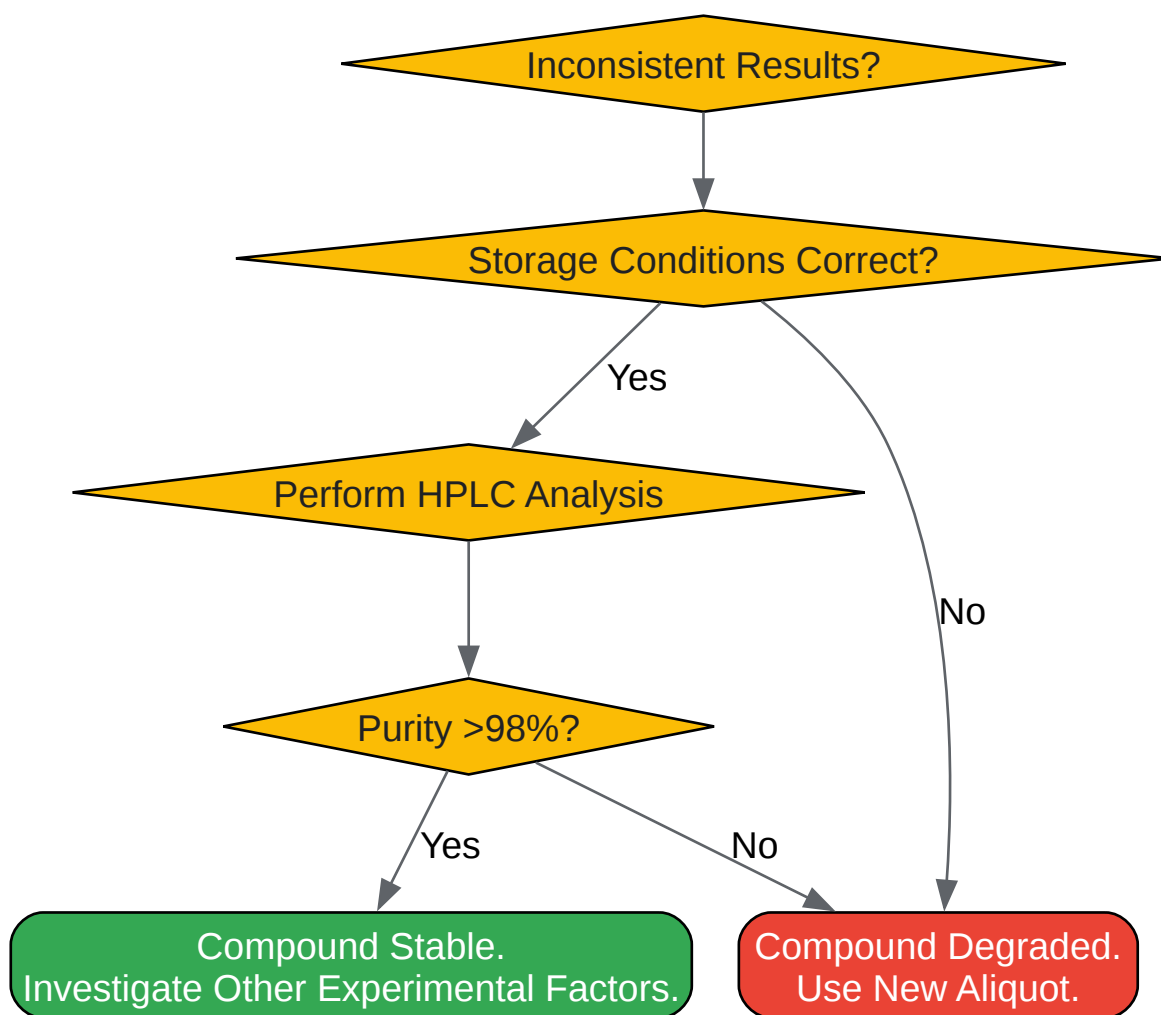 Inconsistent Results?
Storage Conditions Correct?
Yes
Perform HPLC Analysis
No
Purity >98%?
Yes
No
Compound Stable.
Investigate Other Experimental Factors.
Compound Degraded.
Use New Aliquot.